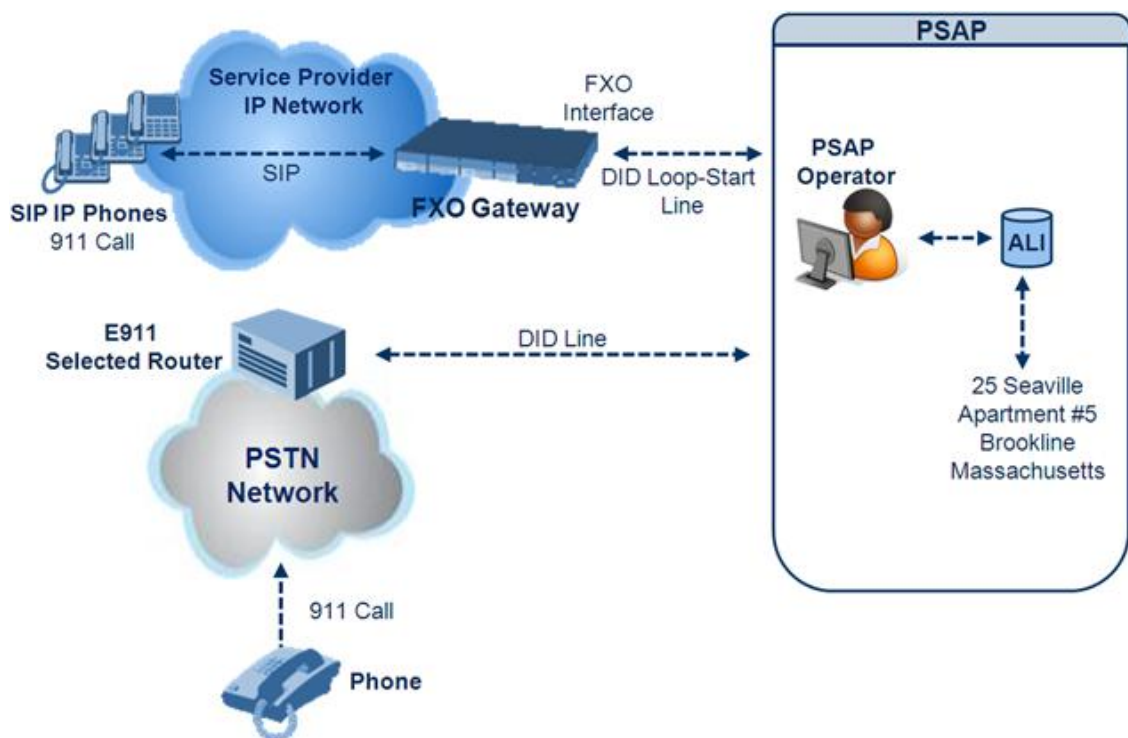 PSAP
Service Provider
IP Network
FXO
Interface
SIP
DID Loop-Start
Line
SIP IP Phones
911 Call
FXO Gateway
PSAP
Operator
ALI
E911
Selected Router
DID Line
25 Seaville
Apartment #5
Brookline
Massachusetts
PSTN
Network
911 Call
Phone